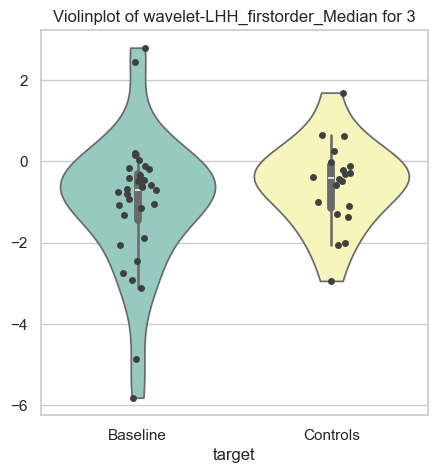 Violinplot of wavelet-LHH_firstorder_Median for 3
2
0
−2
−4
−6
Baseline
Controls
target